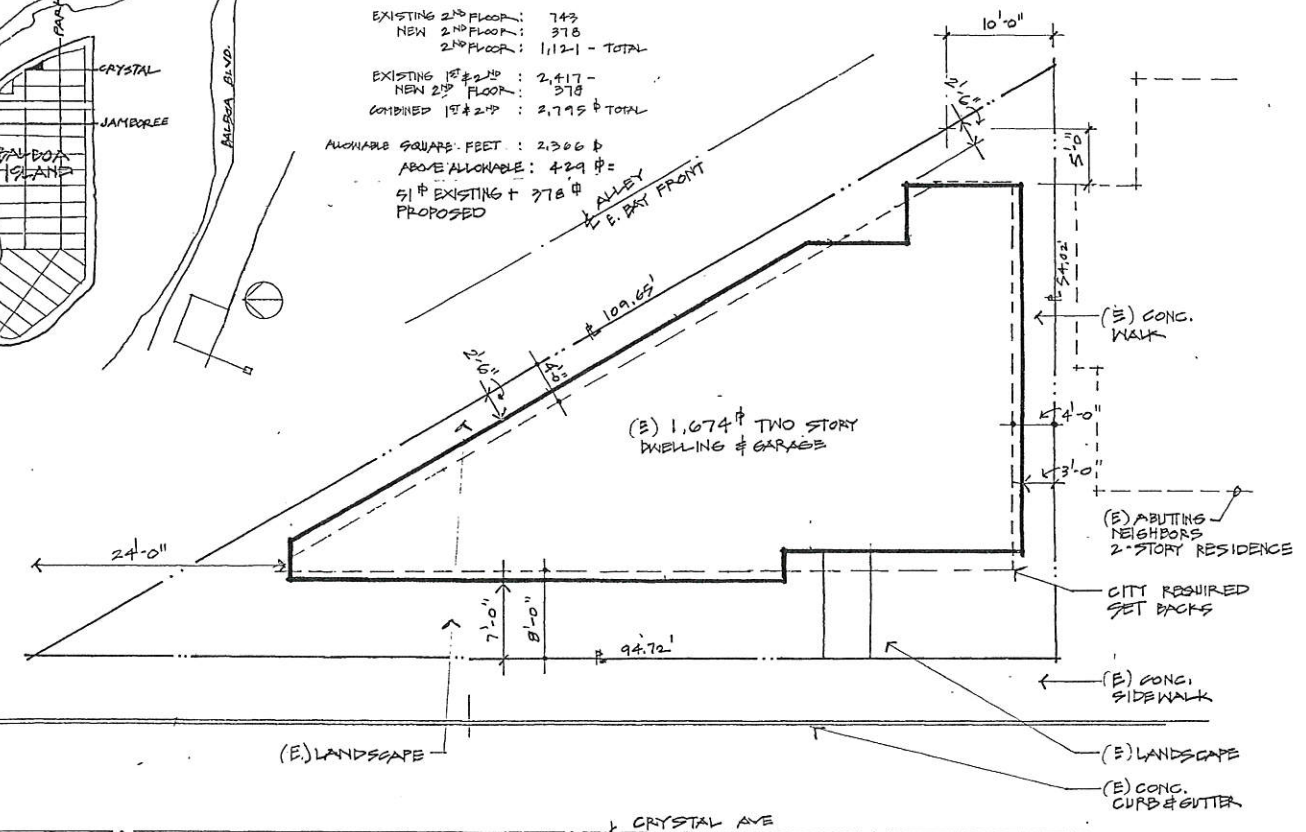 EXISTING 2ND FLOOR: 743
NEW 2ND FLOOR: 378
2ND FLOOR: 1,121 - TOTAL
EXISTING 1ST & 2ND : 2,417 -
NEW 2ND FLOOR: 378
COMBINED 1ST & 2ND : 2,795 TOTAL
ALLOWABLE SQUARE FEET : 2,366
ABOVE ALLOWABLE: 429 =
51 EXISTING + 378
PROPOSED
PARK
CRYSTAL
JAMBOREE
BALBOA
ISLAND
BALBOA BLVD.
ALLEY
E. BAY FRONT
10'-0"
2'-6"
5'-0"
54.02'
109.65'
2'-6"
4'-0"
(E) CONC.
WALK
(E) 1,674 TWO STORY
DWELLING & GARAGE
4'-0"
3'-0"
(E) ABUTTING
NEIGHBORS
2-STORY RESIDENCE
24'-0"
CITY REQUIRED
SET BACKS
7'-0"
8'-0"
94.72'
(E) CONC.
SIDEWALK
(E) LANDSCAPE
(E) LANDSCAPE
(E) CONC.
CURB & GUTTER
CRYSTAL AVE